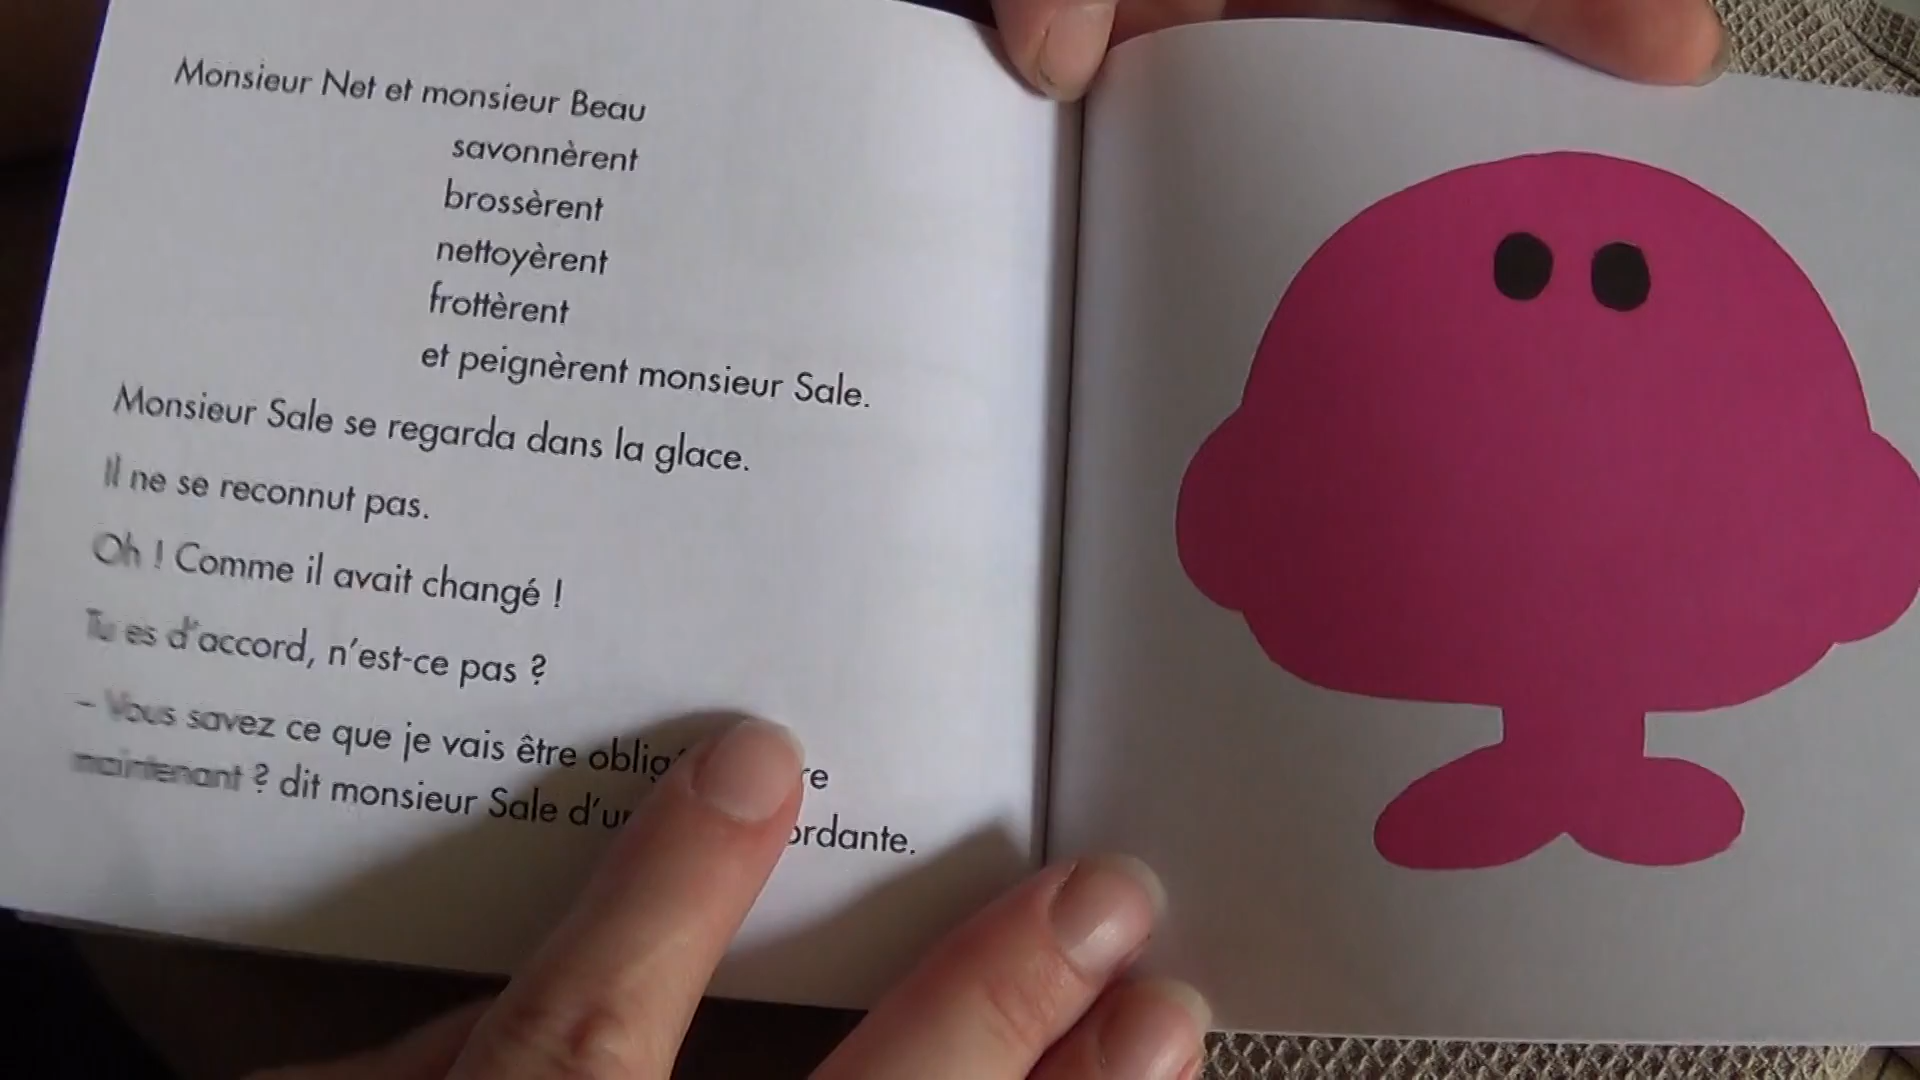 Monsieur Net et monsieur Beau
savonnèrent
brossèrent
nettoyèrent
frottèrent
et peignèrent monsieur Sale.
Monsieur Sale se regarda dans la glace.
Il ne se reconnut pas.
Oh ! Comme il avait changé !
Tu es d'accord, n'est-ce pas ?
– Vous savez ce que je vais être
maintenant ? dit monsieur Sale